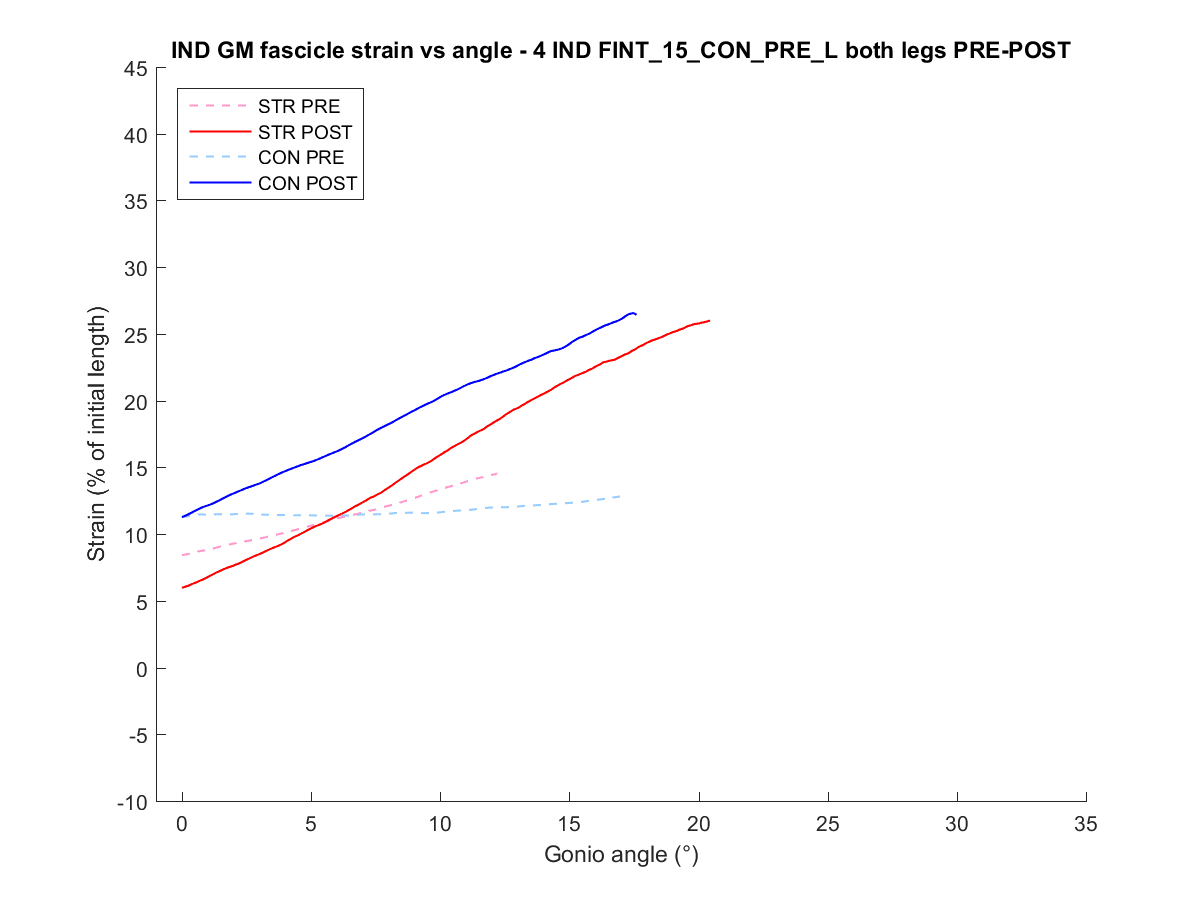 IND GM fascicle strain vs angle - 4 IND FINT_15_CON_PRE_L both legs PRE-POST
45
40
35
30
25
20
15
10
5
0
-5
-10
STR PRE
STR POST
CON PRE
CON POST
Strain (% of initial length)
0 5 10 15 20 25 30 35
Gonio angle (°)